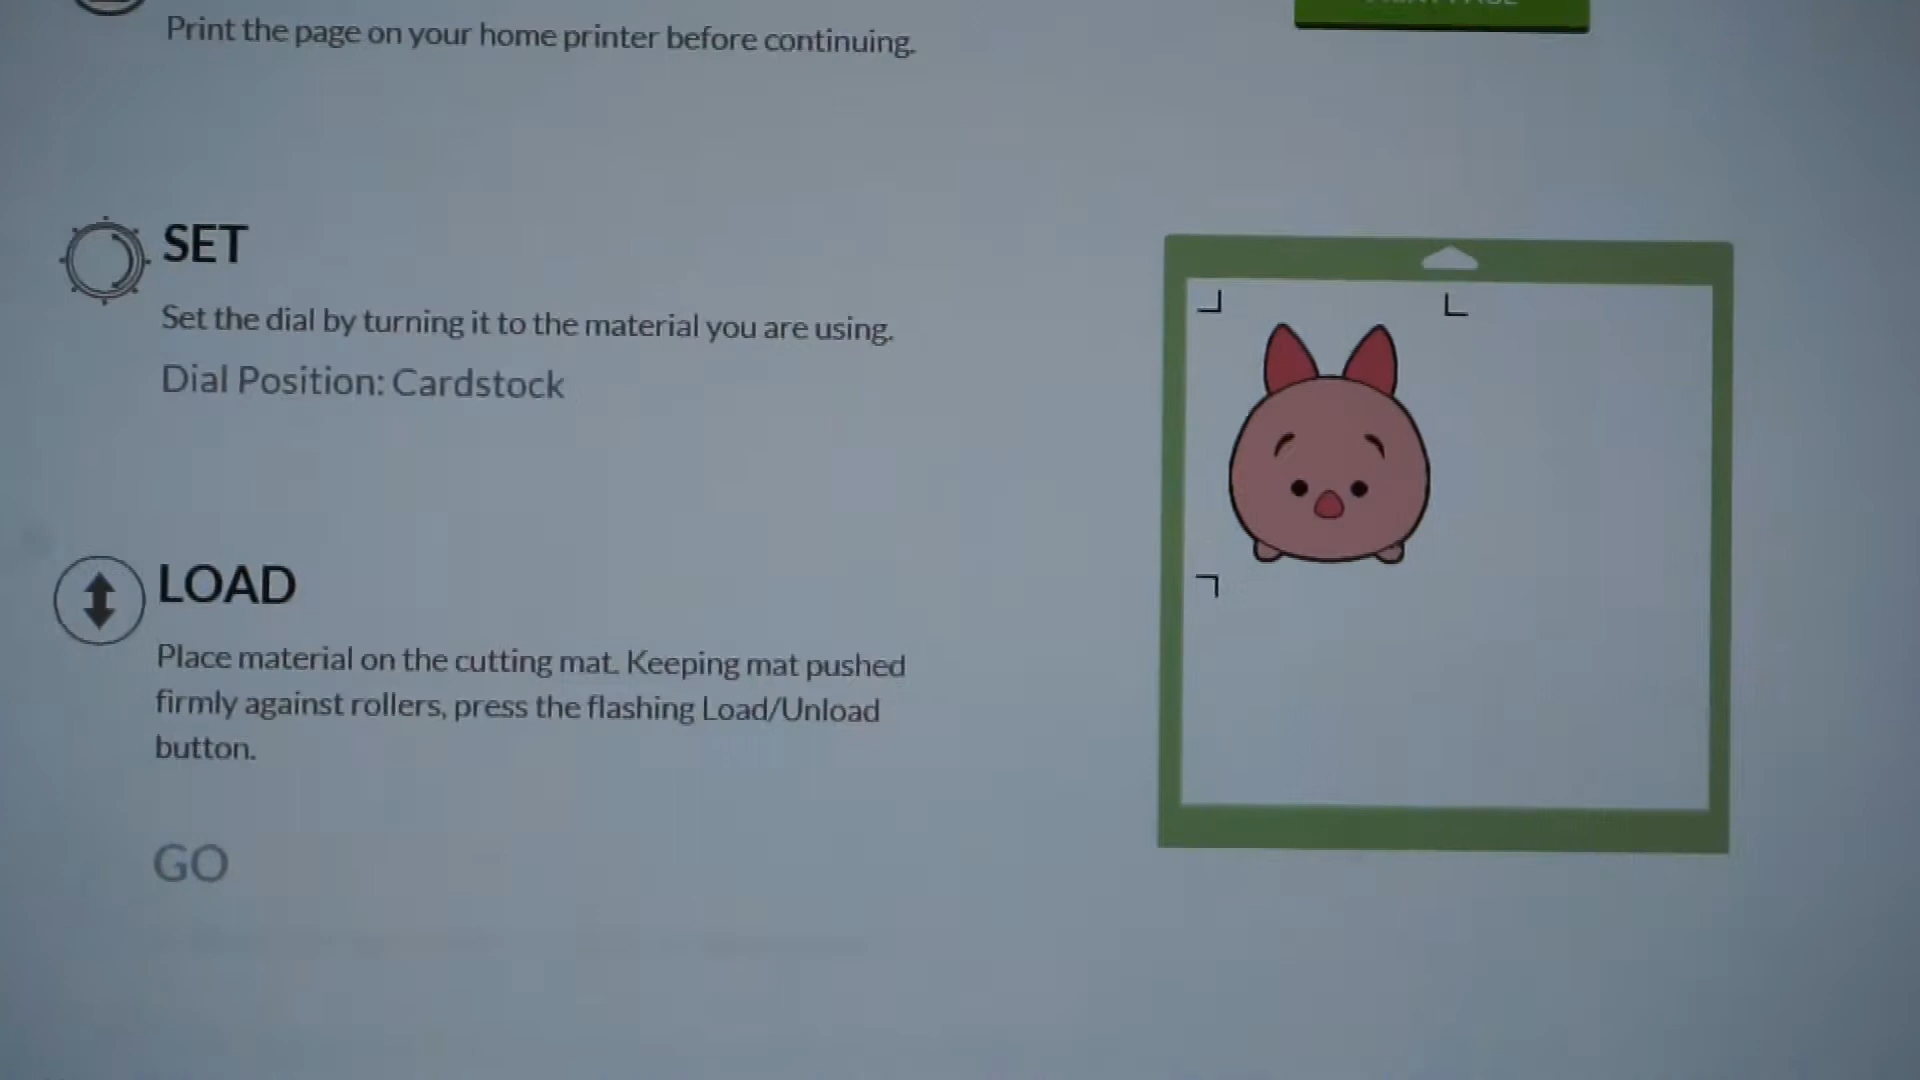 Print the page on your home printer before continuing.
SET
Set the dial by turning it to the material you are using.
Dial Position: Cardstock
LOAD
Place material on the cutting mat. Keeping mat pushed
firmly against rollers, press the flashing Load/Unload
button.
GO